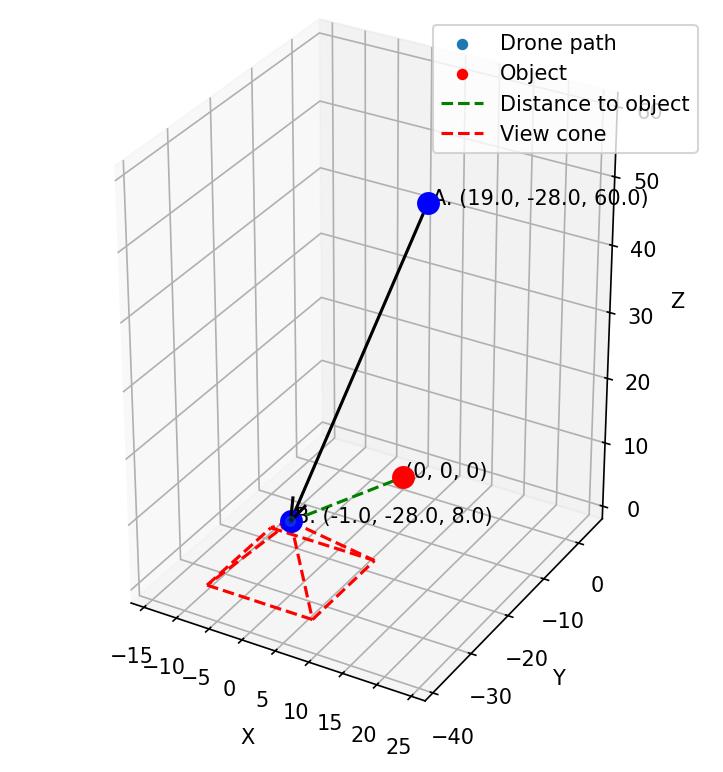 Drone path
Object
Distance to object
View cone
60
50
40
30
20
10
0
Z
A. (19.0, -28.0, 60.0)
(0, 0, 0)
B. (-1.0, -28.0, 8.0)
−15
−10
−5
0
5
10
15
20
25
X
0
−10
−20
−30
−40
Y